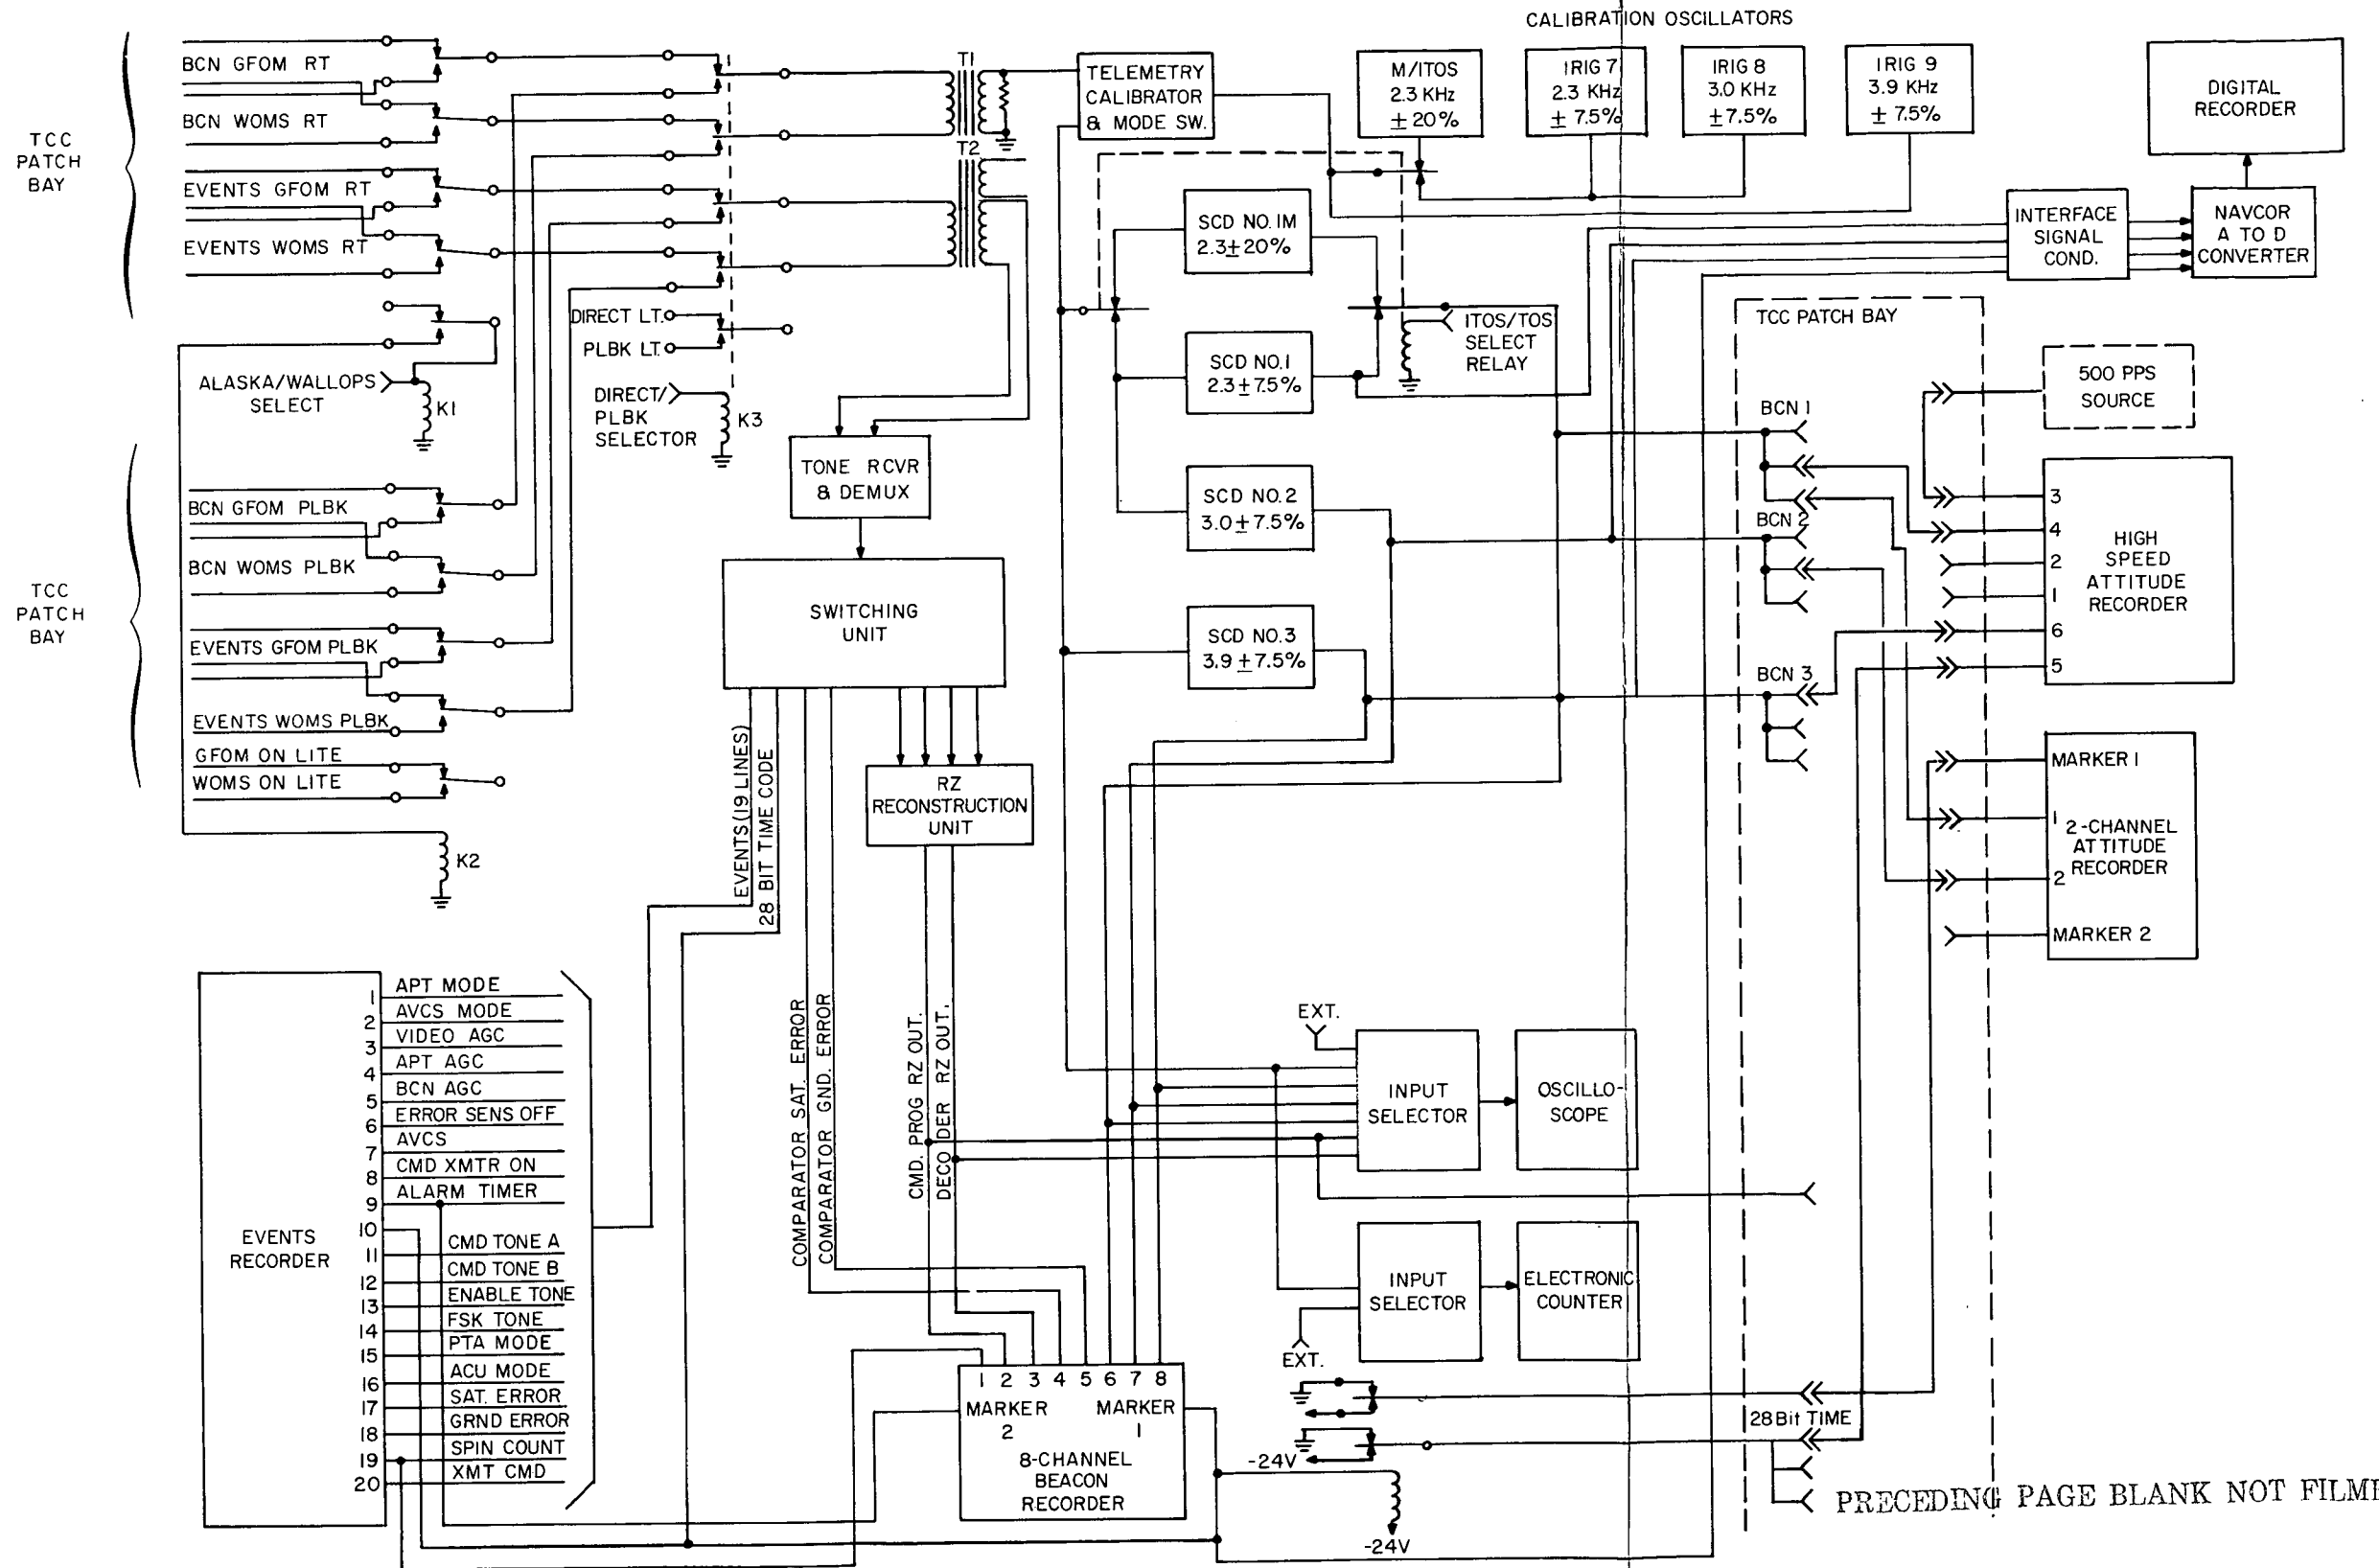 CALIBRATION OSCILLATORS
TCC
PATCH
BAY
BCN GFOM RT
BCN WOMS RT
EVENTS GFOM RT
EVENTS WOMS RT
ALASKA/WALLOPS
SELECT
K1
DIRECT LT.
PLBK LT.
DIRECT/
PLBK
SELECTOR
K3
T1
T2
TELEMETRY
CALIBRATOR
& MODE SW.
M/ITOS
2.3 KHz
± 20%
IRIG 7
2.3 KHz
± 7.5%
IRIG 8
3.0 KHz
±7.5%
IRIG 9
3.9 KHz
± 7.5%
DIGITAL
RECORDER
INTERFACE
SIGNAL
COND.
NAVCOR
A TO D
CONVERTER
SCD NO. 1M
2.3±20%
SCD NO. 1
2.3±7.5%
SCD NO. 2
3.0±7.5%
SCD NO. 3
3.9±7.5%
ITOS/TOS
SELECT
RELAY
TCC PATCH BAY
500 PPS
SOURCE
BCN 1
BCN 2
BCN 3
3
4
2
1
6
5
HIGH
SPEED
ATTITUDE
RECORDER
MARKER 1
1
2-CHANNEL
ATTITUDE
RECORDER
2
MARKER 2
TCC
PATCH
BAY
BCN GFOM PLBK
BCN WOMS PLBK
EVENTS GFOM PLBK
EVENTS WOMS PLBK
GFOM ON LITE
WOMS ON LITE
K2
TONE RCVR
& DEMUX
SWITCHING
UNIT
RZ
RECONSTRUCTION
UNIT
EVENTS (19 LINES)
28 BIT TIME CODE
COMPARATOR SAT. ERROR
COMPARATOR GND. ERROR
CMD. PROG RZ OUT.
DECO DER RZ OUT.
EVENTS
RECORDER
1 APT MODE
2 AVCS MODE
3 VIDEO AGC
4 APT AGC
5 BCN AGC
6 ERROR SENS OFF
7 AVCS
8 CMD XMTR ON
9 ALARM TIMER
10
11 CMD TONE A
12 CMD TONE B
13 ENABLE TONE
14 FSK TONE
15 PTA MODE
16 ACU MODE
17 SAT. ERROR
18 GRND ERROR
19 SPIN COUNT
20 XMT CMD
EXT.
INPUT
SELECTOR
OSCILLO-
SCOPE
INPUT
SELECTOR
ELECTRONIC
COUNTER
EXT.
1 2 3 4 5 6 7 8
MARKER
2
MARKER
1
8-CHANNEL
BEACON
RECORDER
-24V
-24V
28 Bit TIME
PRECEDING PAGE BLANK NOT FILM